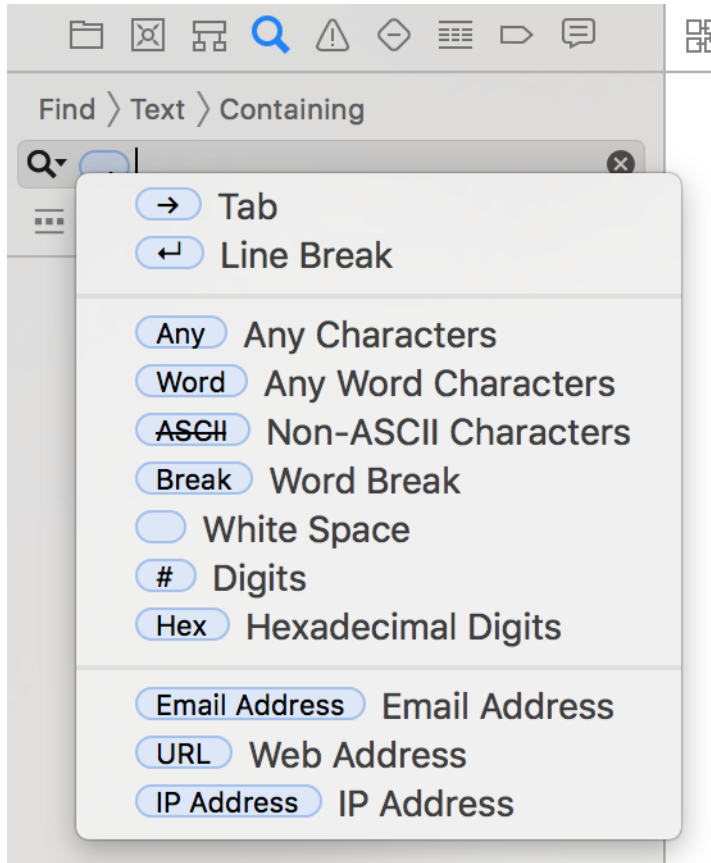 Find 〉Text 〉Containing
→ Tab
↵ Line Break
Any Any Characters
Word Any Word Characters
ASCII Non-ASCII Characters
Break Word Break
White Space
# Digits
Hex Hexadecimal Digits
Email Address Email Address
URL Web Address
IP Address IP Address